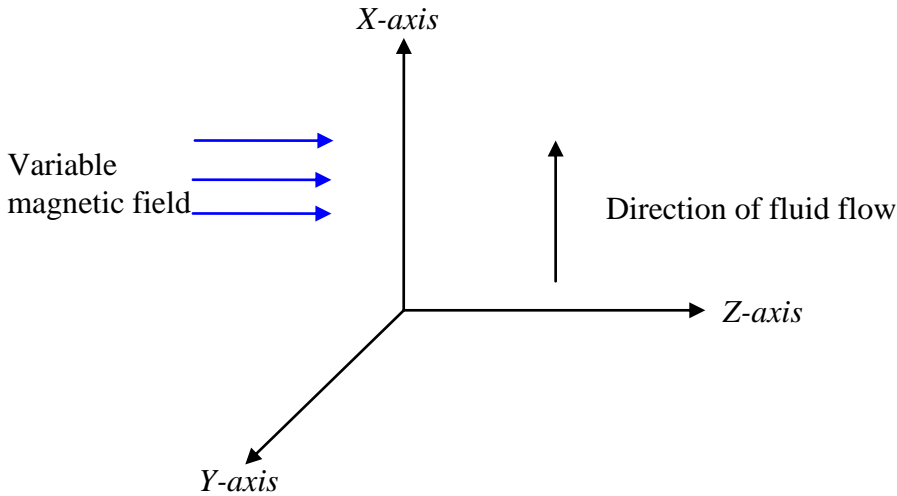 X-axis
Variable
magnetic field
Direction of fluid flow
Z-axis
Y-axis